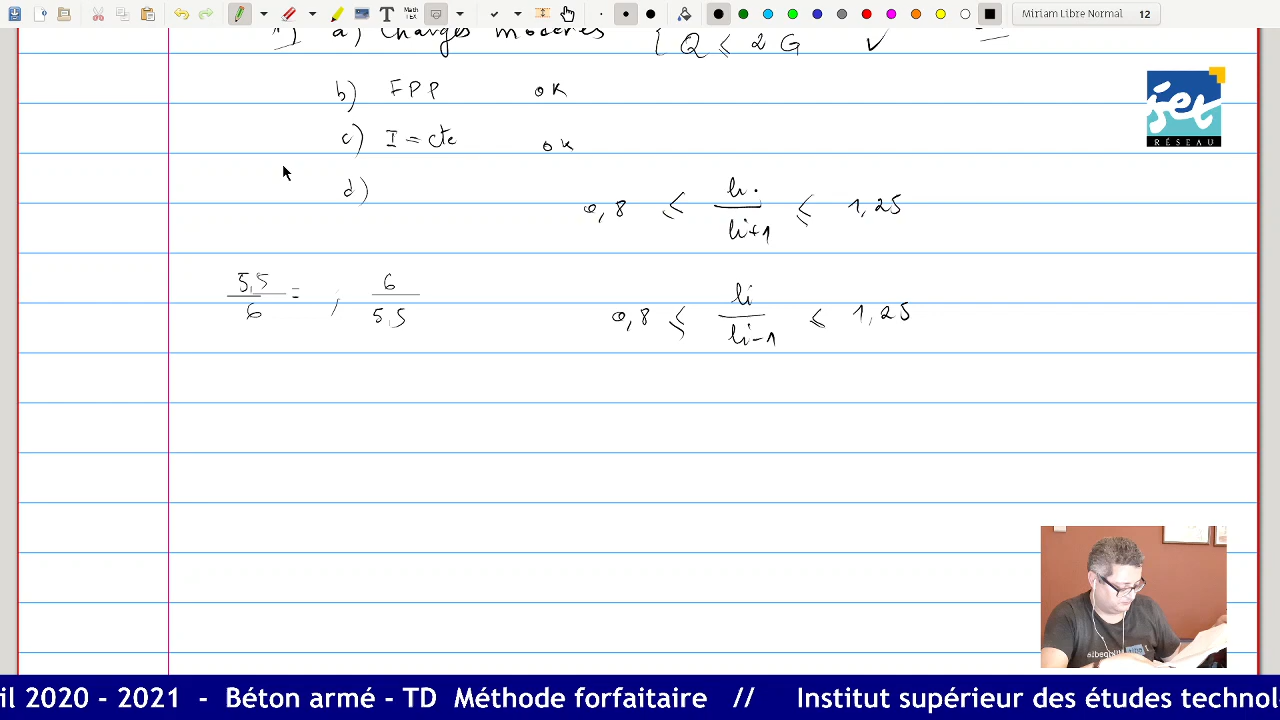 Miriam Libre Normal 12
a) Charges modérés { Q ≤ 2 G ✓
b) FPP ok
c) I = cte ok
d) 0,8 ≤ li / li+1 ≤ 1,25
5,5 / 6 = ; 6 / 5,5 0,8 ≤ li / li-1 ≤ 1,25
iset
RÉSEAU
il 2020 - 2021 - Béton armé - TD Méthode forfaitaire // Institut supérieur des études technol